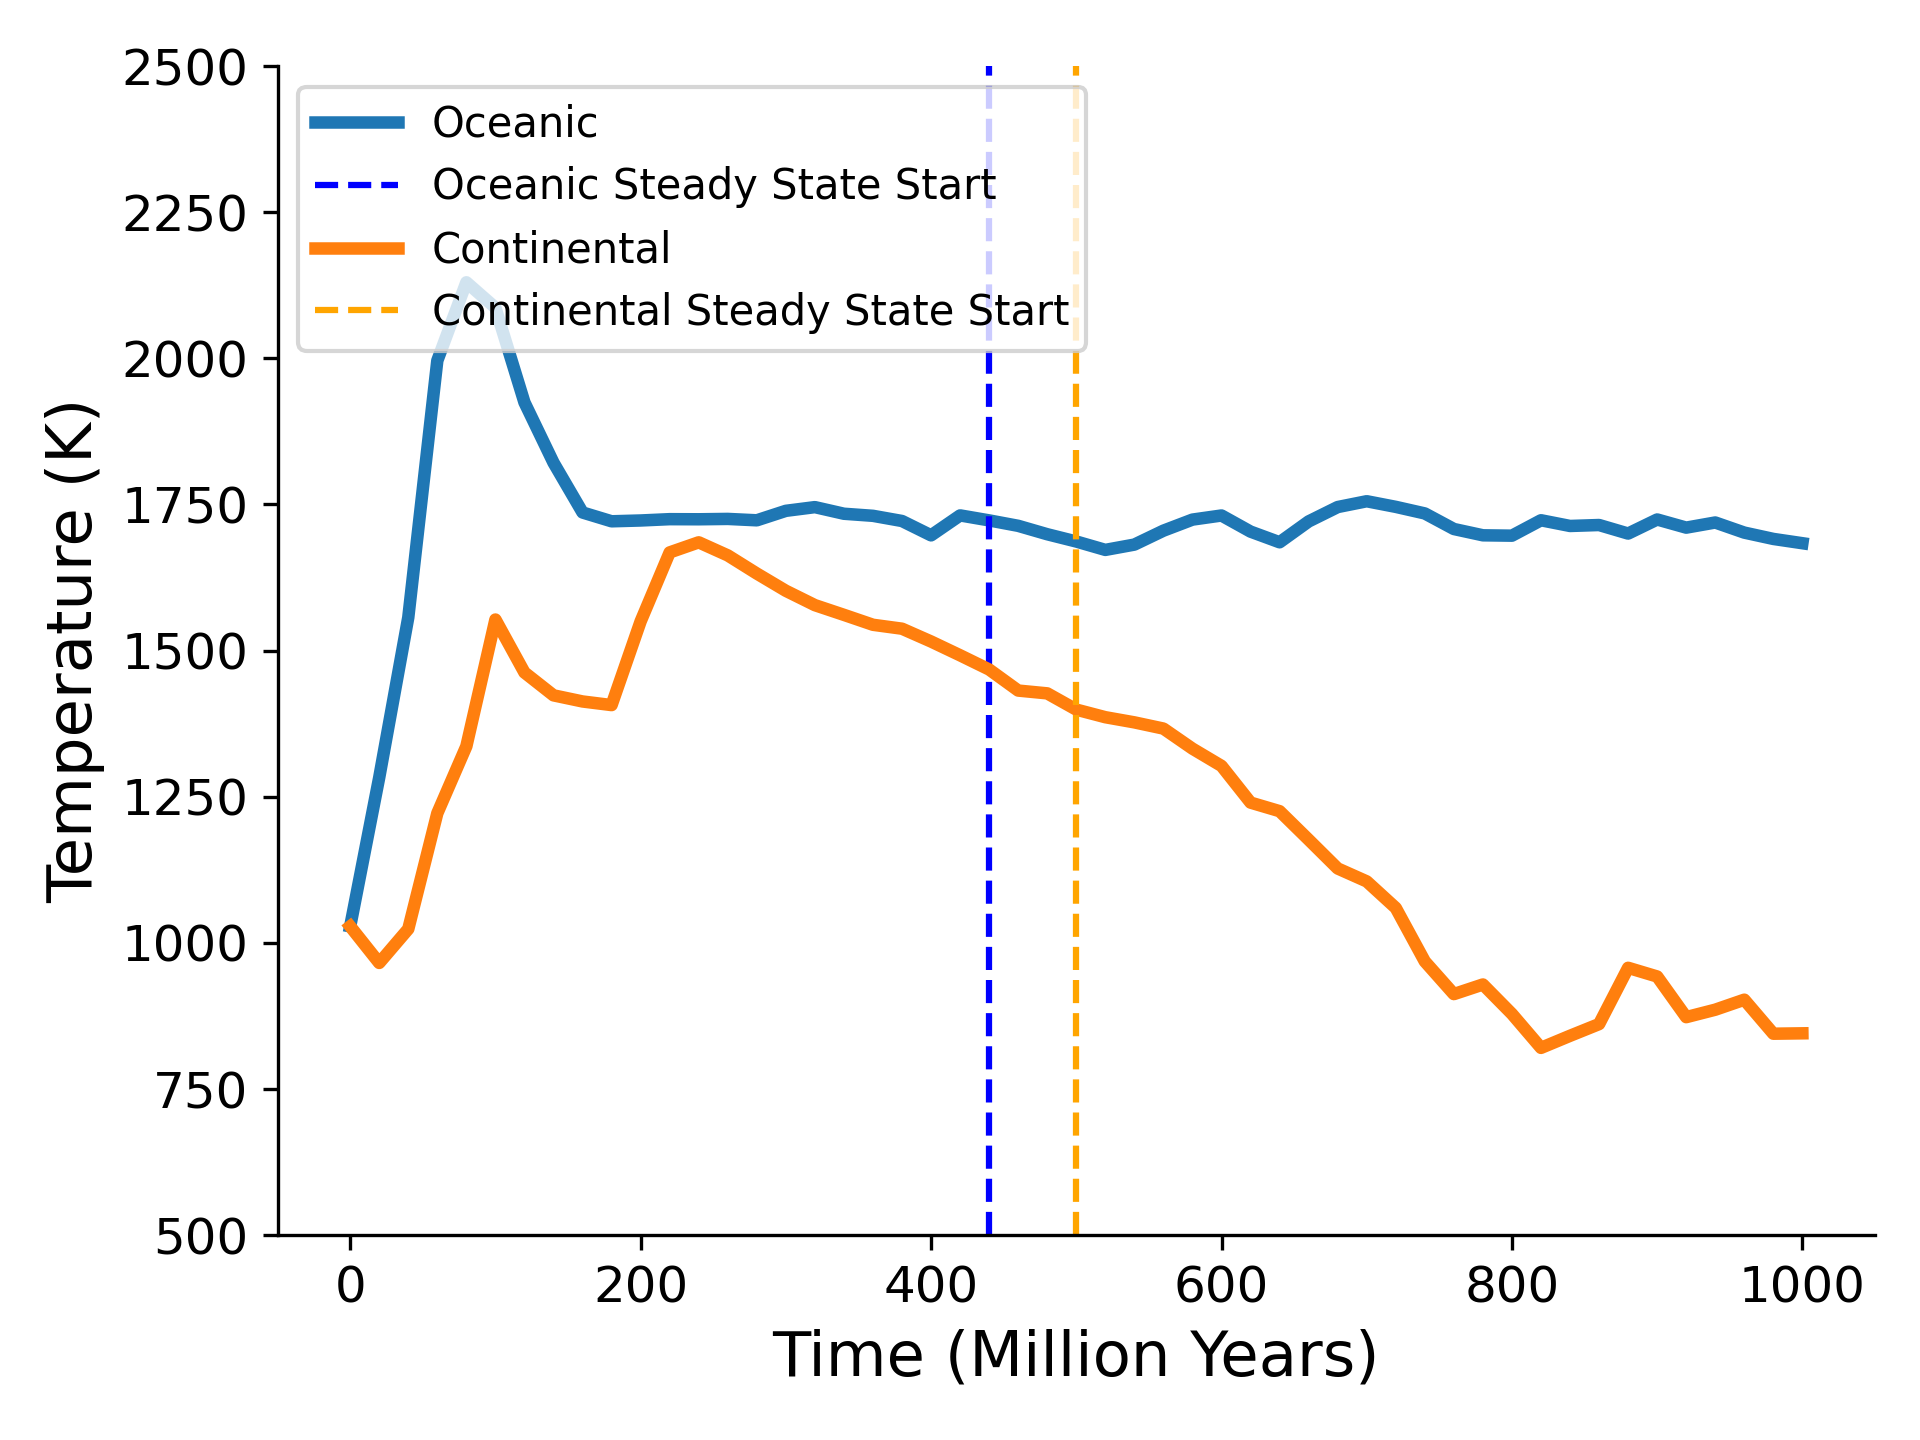 2500
2250
2000
1750
1500
1250
1000
750
500
Temperature (K)
Oceanic
Oceanic Steady State Start
Continental
Continental Steady State Start
0 200 400 600 800 1000
Time (Million Years)